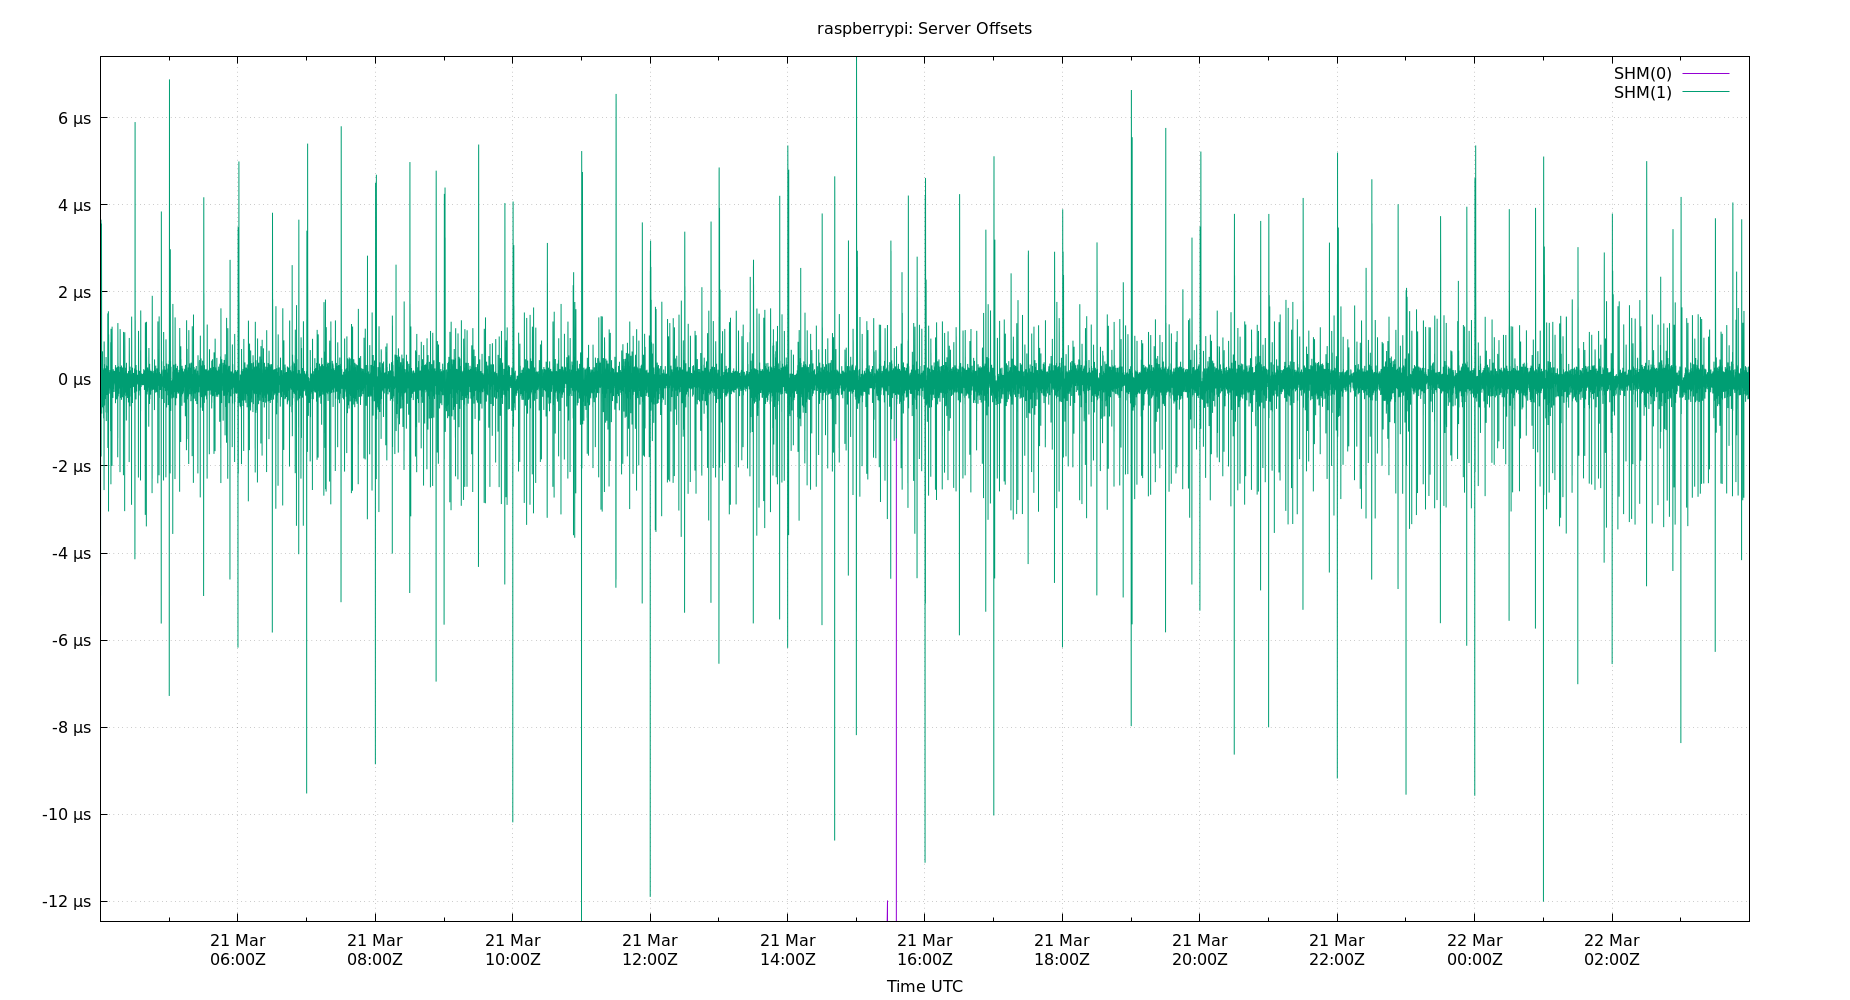 raspberrypi: Server Offsets
SHM(0)
SHM(1)
6 µs
4 µs
2 µs
0 µs
-2 µs
-4 µs
-6 µs
-8 µs
-10 µs
-12 µs
21 Mar 21 Mar 21 Mar 21 Mar 21 Mar 21 Mar 21 Mar 21 Mar 21 Mar 22 Mar 22 Mar
06:00Z 08:00Z 10:00Z 12:00Z 14:00Z 16:00Z 18:00Z 20:00Z 22:00Z 00:00Z 02:00Z
Time UTC